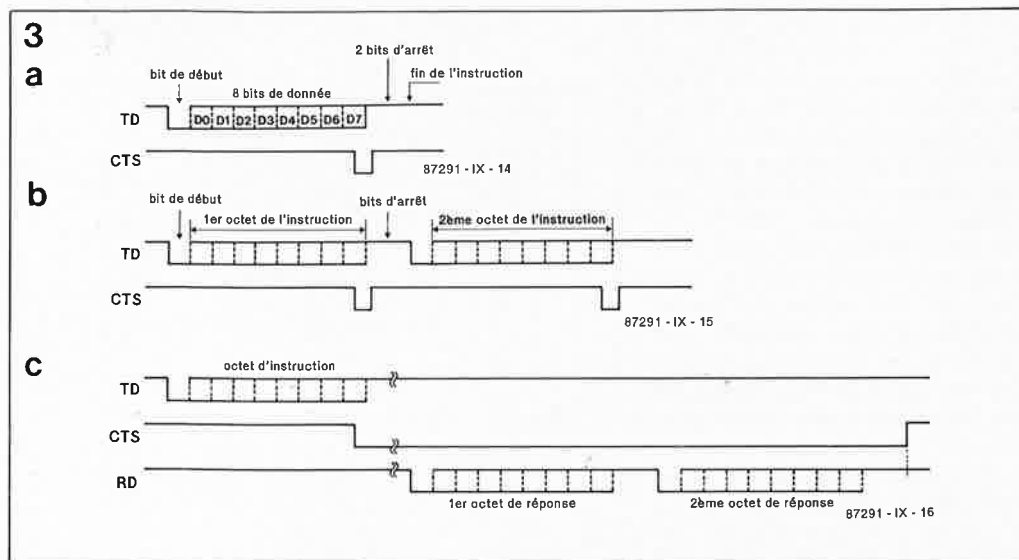 3
a
2 bits d'arrêt
bit de début
fin de l'instruction
8 bits de donnée
TD
D0 D1 D2 D3 D4 D5 D6 D7
CTS
87291 - IX - 14
b
bit de début
bits d'arrêt
1er octet de l'instruction
2ème octet de l'instruction
TD
CTS
87291 - IX - 15
c
octet d'instruction
TD
CTS
RD
1er octet de réponse
2ème octet de réponse
87291 - IX - 16